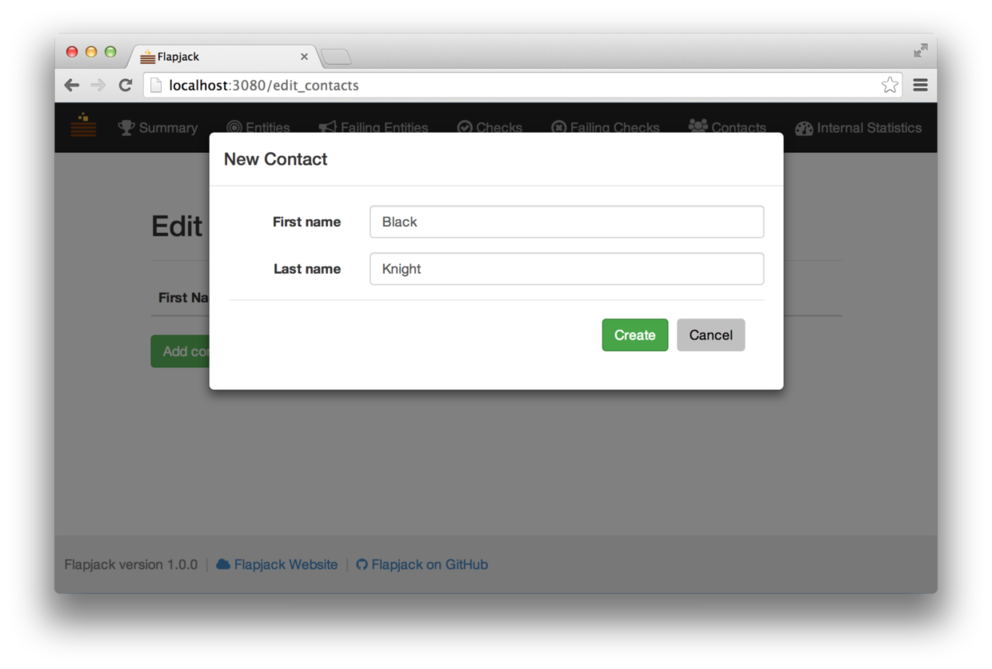 Flapjack
localhost:3080/edit_contacts
Summary Entities Failing Entities Checks Failing Checks Contacts Internal Statistics
New Contact
Edit
First name Black
Last name Knight
First Na
Create Cancel
Add co
Flapjack version 1.0.0 | Flapjack Website | Flapjack on GitHub